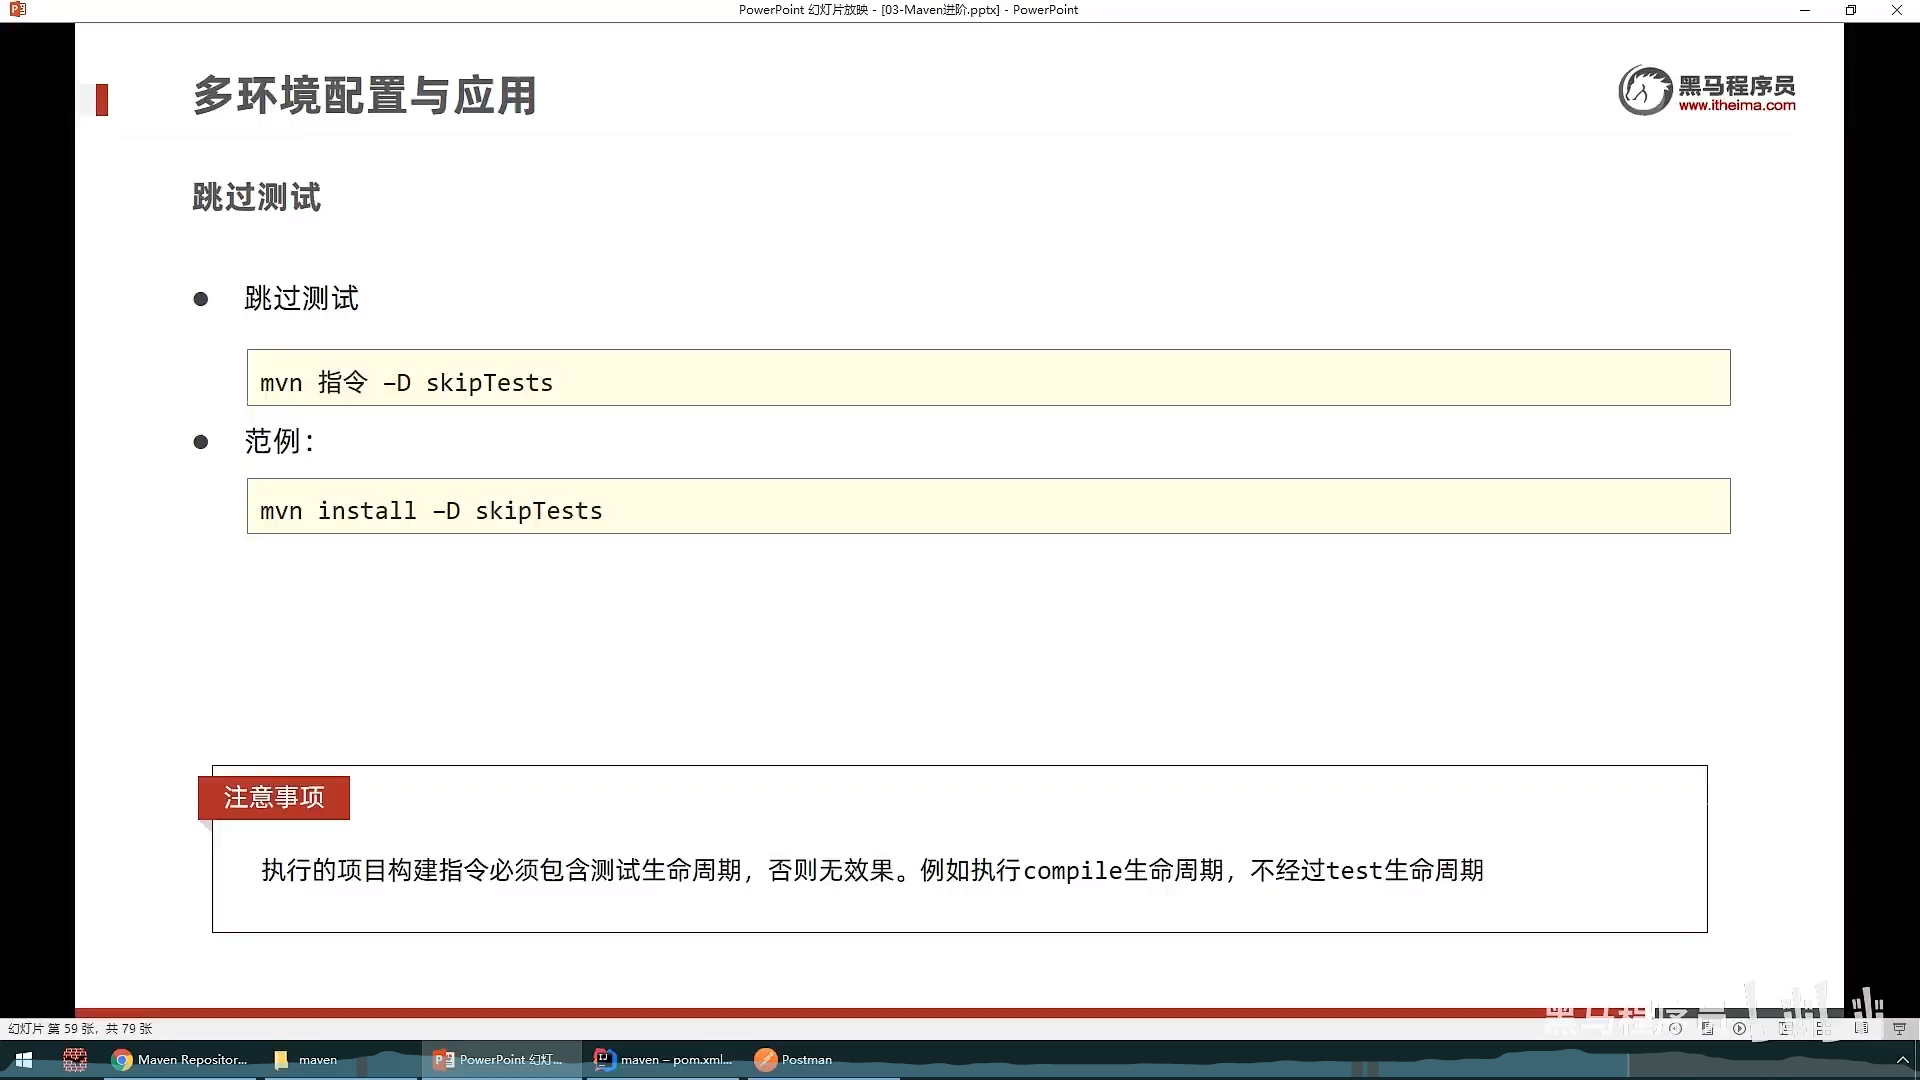 PowerPoint 幻灯片放映 - [03-Maven进阶.pptx] - PowerPoint
多环境配置与应用
黑马程序员
www.itheima.com
跳过测试
● 跳过测试
mvn 指令 –D skipTests
● 范例：
mvn install –D skipTests
注意事项
执行的项目构建指令必须包含测试生命周期，否则无效果。例如执行compile生命周期，不经过test生命周期
黑马程序员
幻灯片 第 59 张，共 79 张
Maven Repositor...
maven
PowerPoint 幻灯...
maven – pom.xml...
Postman